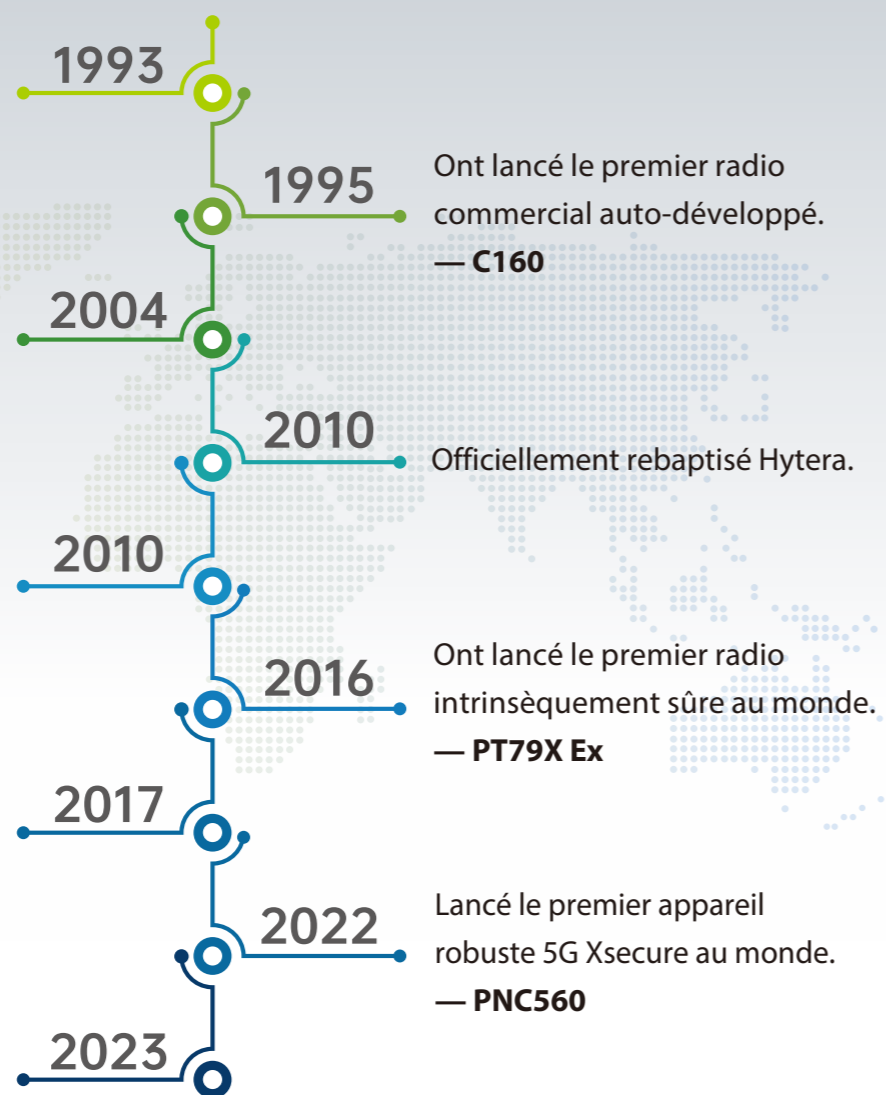 1993
1995
Ont lancé le premier radio
commercial auto-développé.
— C160
2004
2010
Officiellement rebaptisé Hytera.
2010
2016
Ont lancé le premier radio
intrinsèquement sûre au monde.
— PT79X Ex
2017
2022
Lancé le premier appareil
robuste 5G Xsecure au monde.
— PNC560
2023